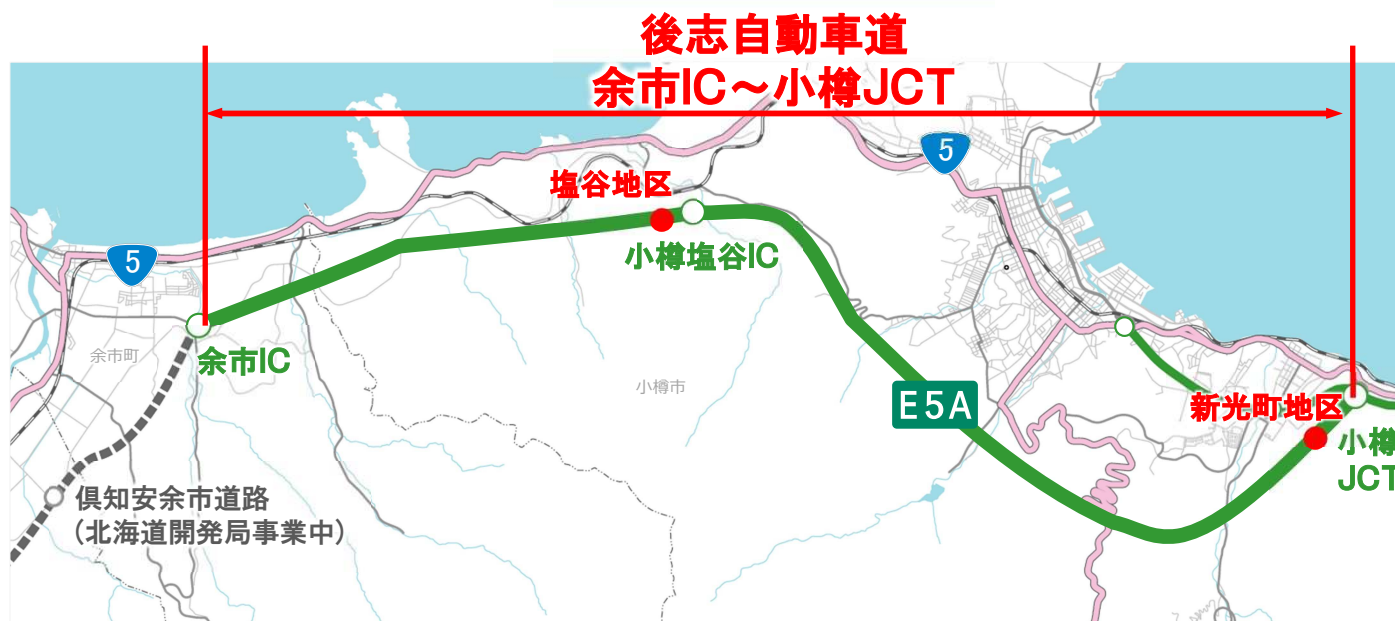 後志自動車道
余市IC～小樽JCT
5
塩谷地区
小樽塩谷IC
5
余市IC
余市町
小樽市
E5A
新光町地区
小樽
JCT
倶知安余市道路
(北海道開発局事業中)